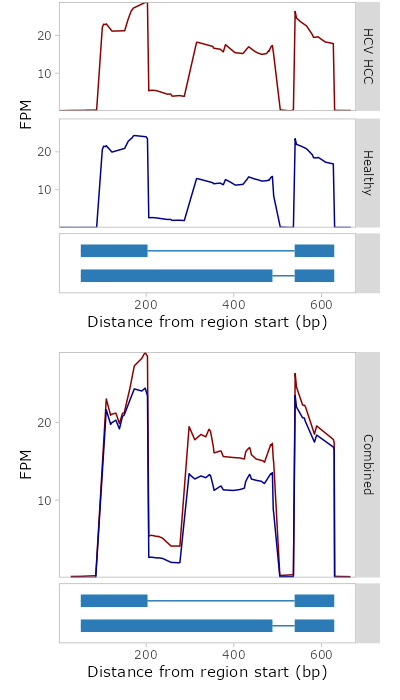 HCV HCC
20
10
FPM
Healthy
20
10
200 400 600
Distance from region start (bp)
Combined
20
10
FPM
200 400 600
Distance from region start (bp)